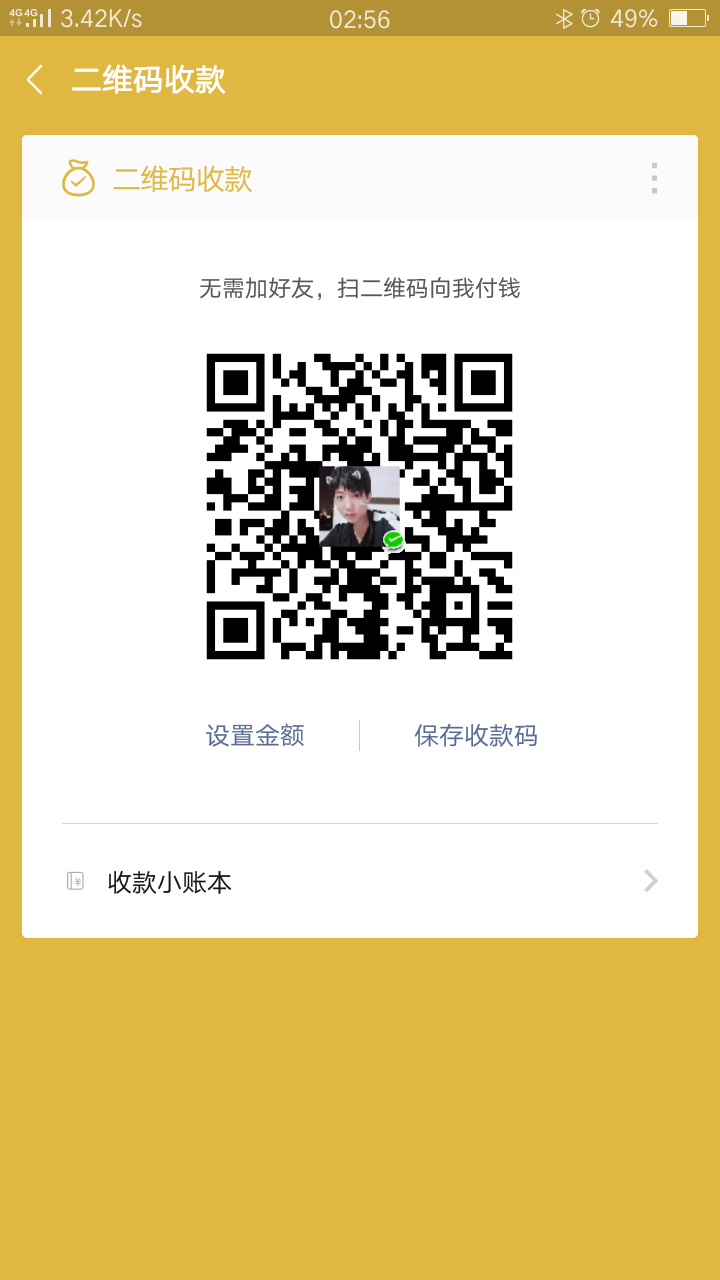 4G 4G 3.42K/s 02:56 49%
二维码收款
二维码收款
无需加好友，扫二维码向我付钱
设置金额 保存收款码
收款小账本